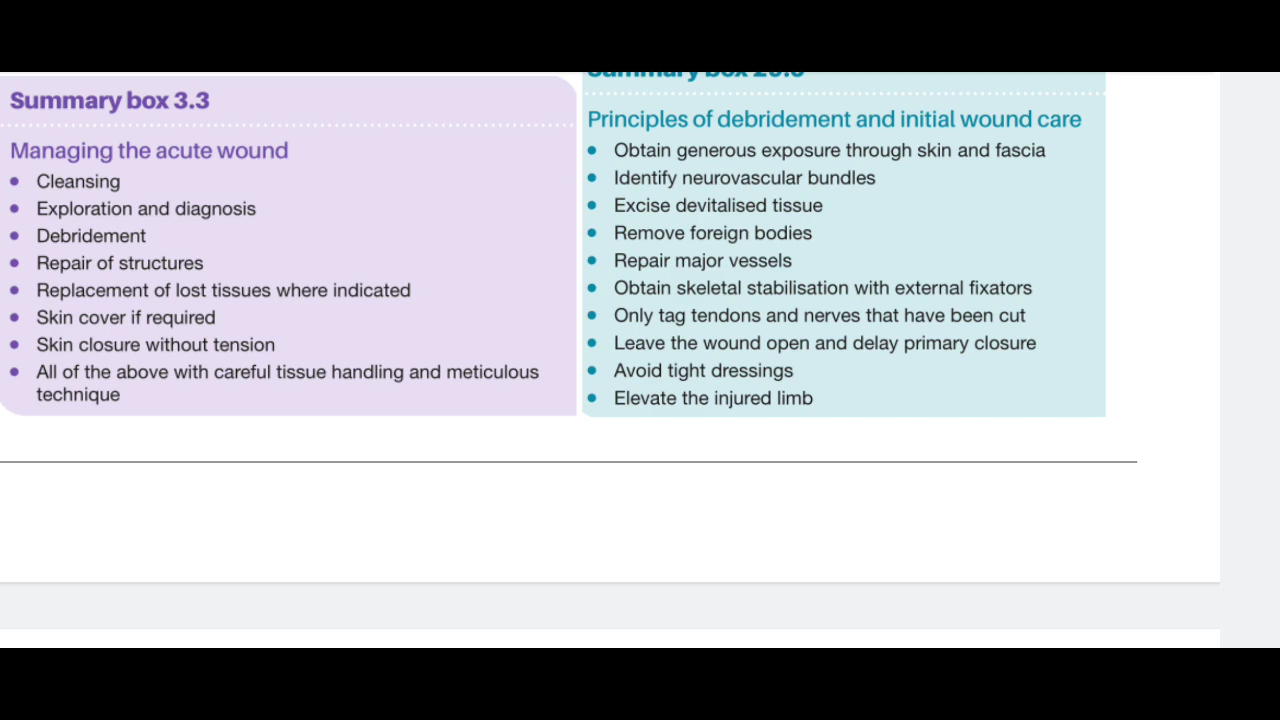 Summary box 3.3
Managing the acute wound
• Cleansing
• Exploration and diagnosis
• Debridement
• Repair of structures
• Replacement of lost tissues where indicated
• Skin cover if required
• Skin closure without tension
• All of the above with careful tissue handling and meticulous
technique
Summary box
Principles of debridement and initial wound care
• Obtain generous exposure through skin and fascia
• Identify neurovascular bundles
• Excise devitalised tissue
• Remove foreign bodies
• Repair major vessels
• Obtain skeletal stabilisation with external fixators
• Only tag tendons and nerves that have been cut
• Leave the wound open and delay primary closure
• Avoid tight dressings
• Elevate the injured limb